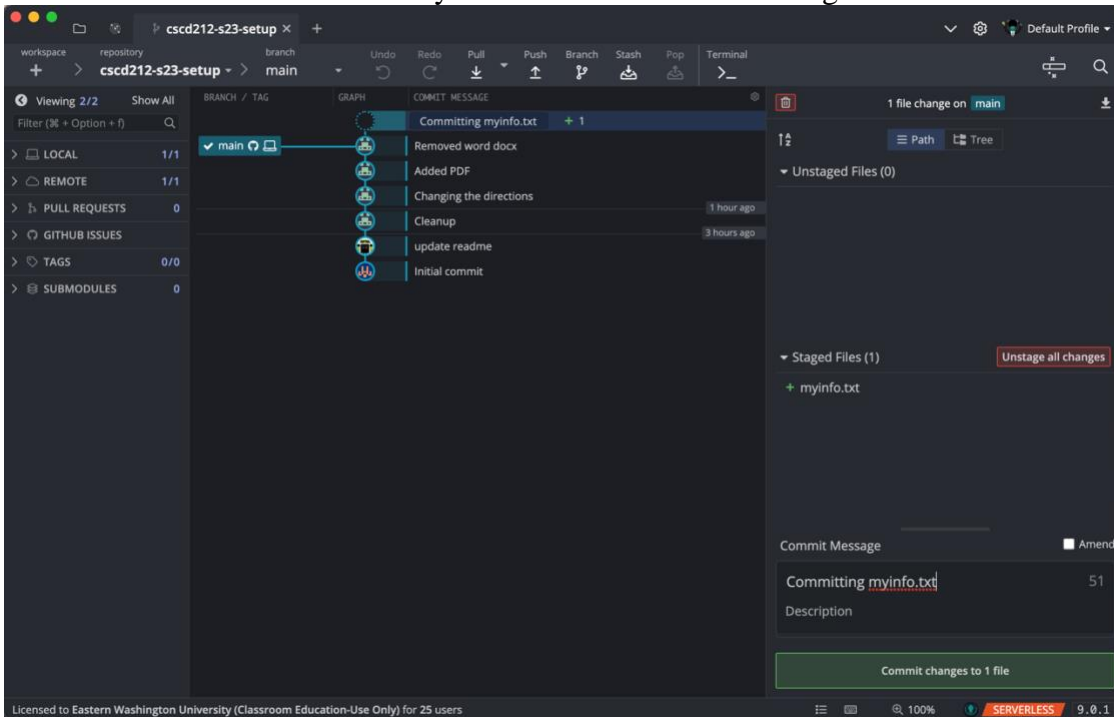 cscd212-s23-setup × +
Default Profile
workspace repository branch
+ > cscd212-s23-setup > main
Undo Redo Pull Push Branch Stash Pop Terminal
Viewing 2/2 Show All
Filter (⌘ + Option + f)
LOCAL 1/1
REMOTE 1/1
PULL REQUESTS 0
GITHUB ISSUES
TAGS 0/0
SUBMODULES 0
BRANCH / TAG GRAPH COMMIT MESSAGE
Committing myinfo.txt + 1
main Removed word docx
Added PDF
Changing the directions
1 hour ago
Cleanup
3 hours ago
update readme
Initial commit
1 file change on main
Path Tree
Unstaged Files (0)
Staged Files (1) Unstage all changes
+ myinfo.txt
Commit Message Amend
Committing myinfo.txt 51
Description
Commit changes to 1 file
Licensed to Eastern Washington University (Classroom Education-Use Only) for 25 users 100% SERVERLESS 9.0.1